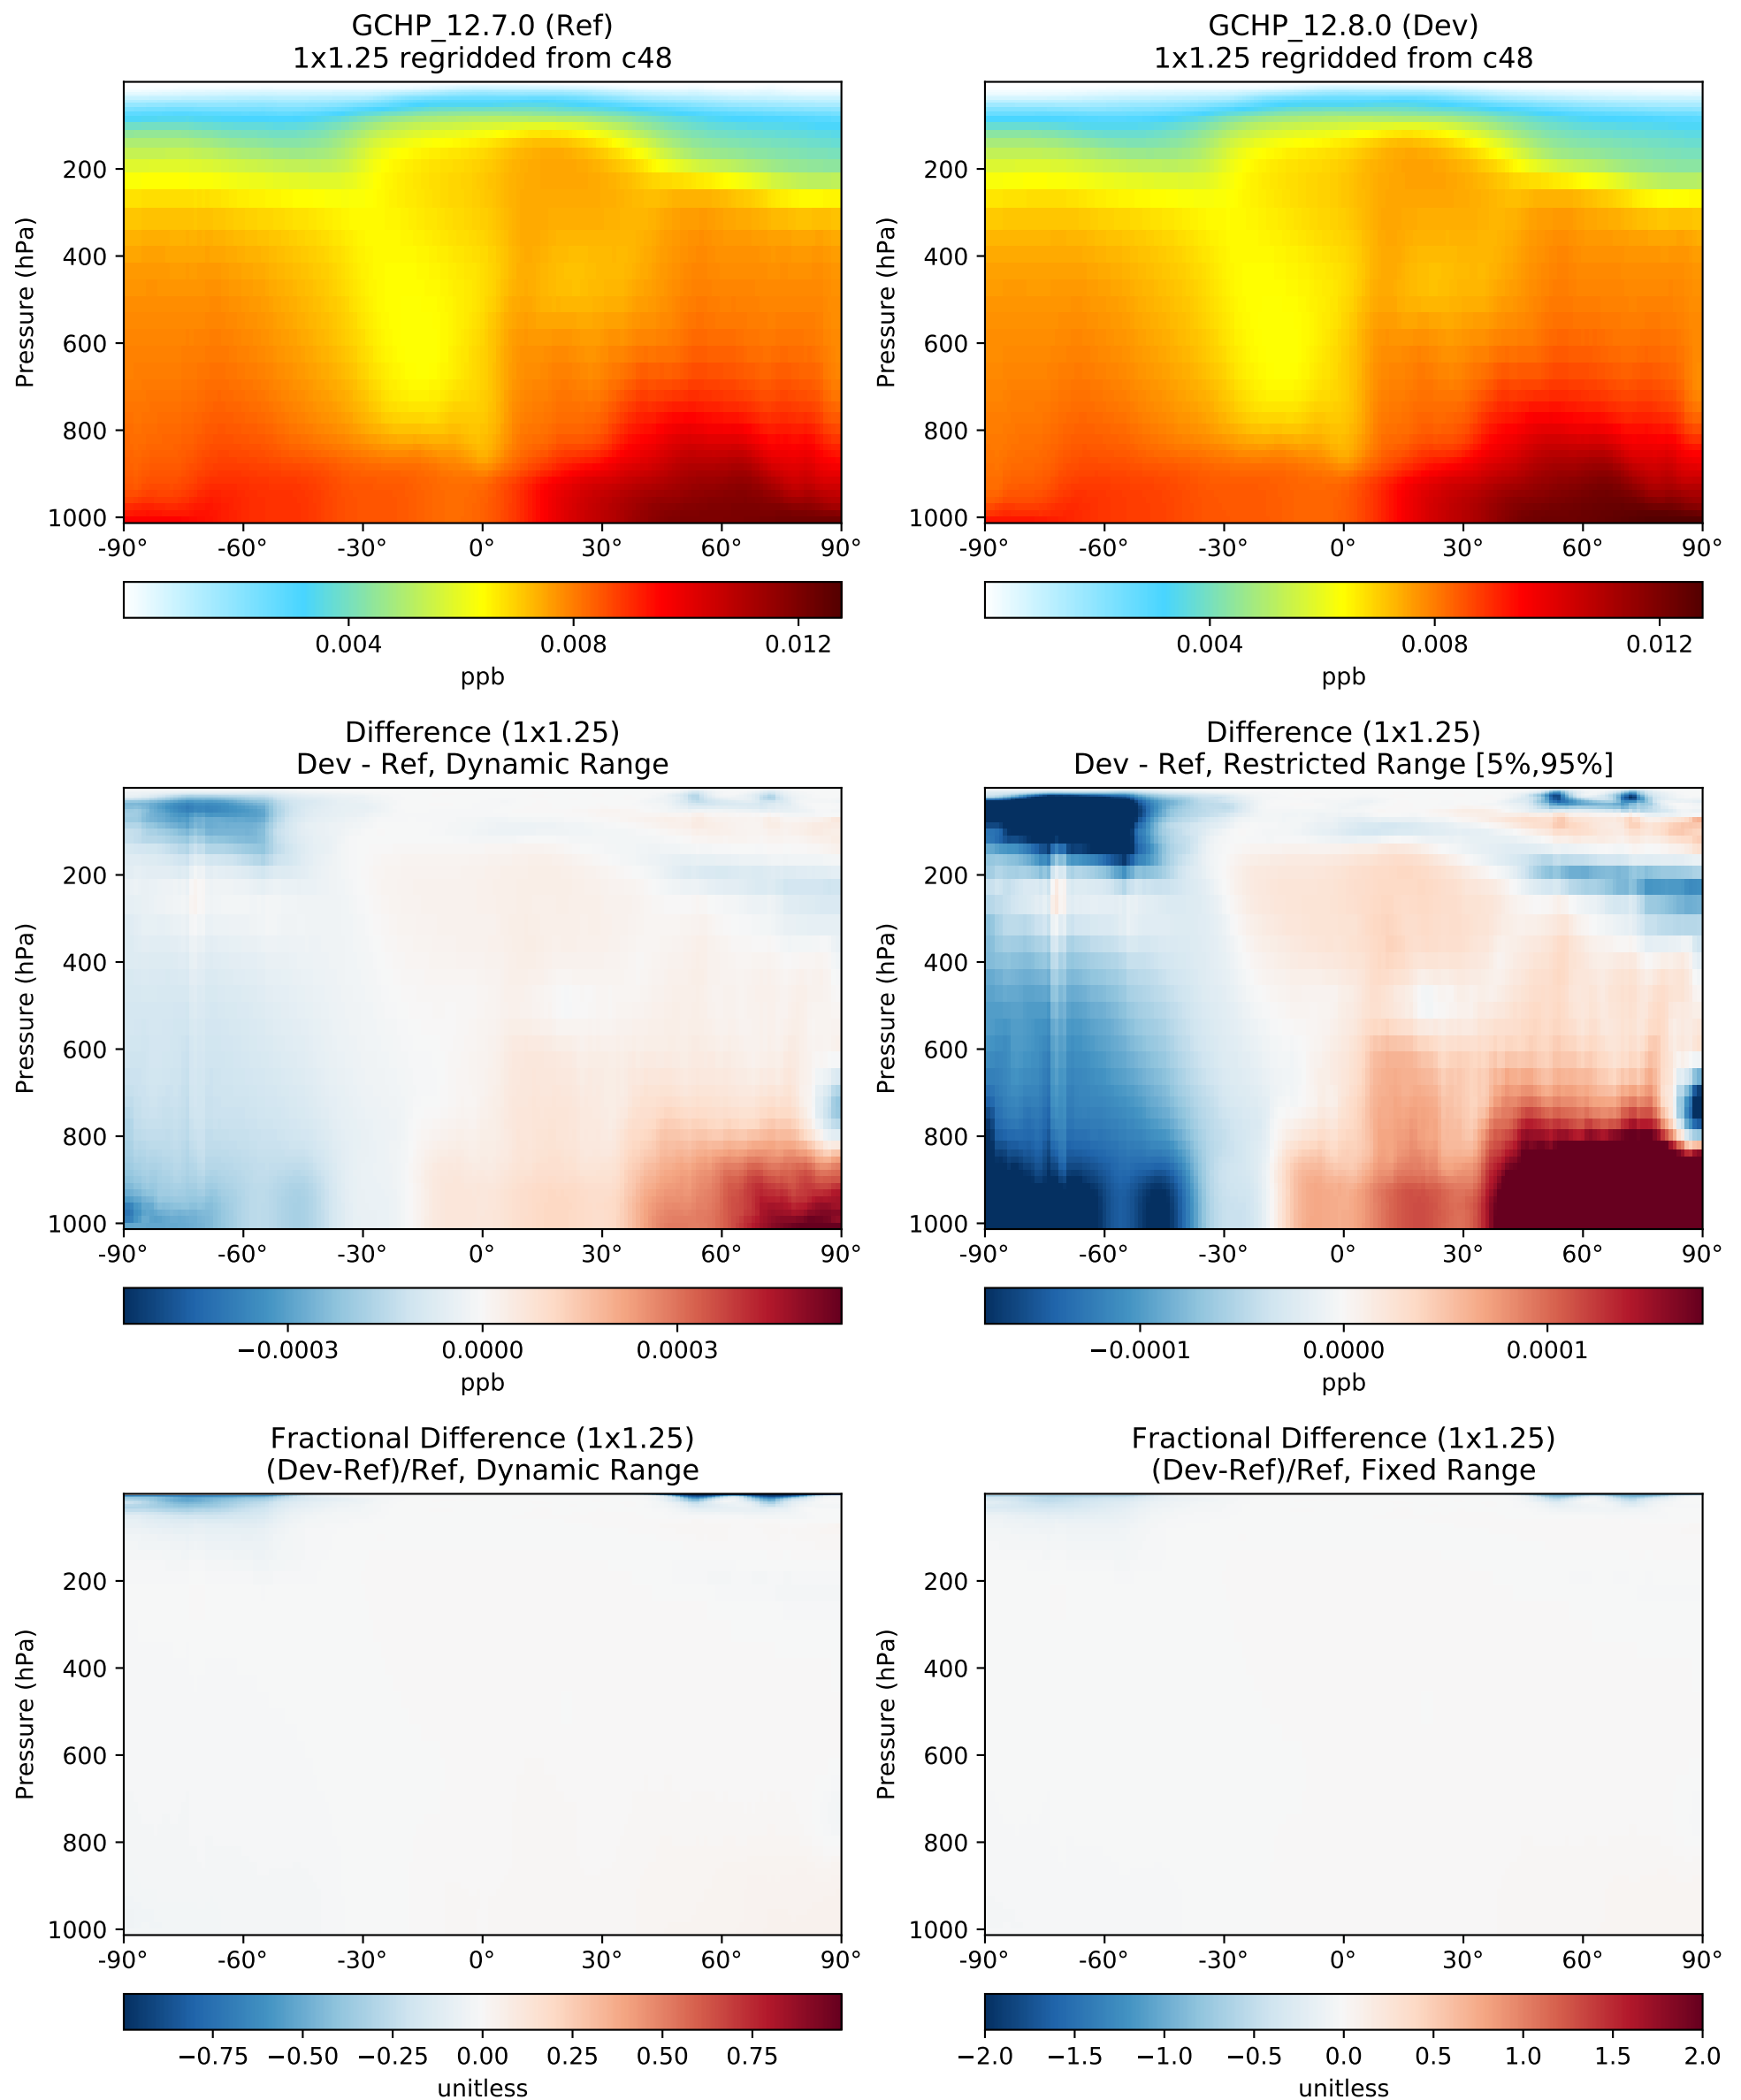 GCHP_12.7.0 (Ref)
1x1.25 regridded from c48
Pressure (hPa)
200
400
600
800
1000
-90° -60° -30° 0° 30° 60° 90°
0.004 0.008 0.012
ppb
GCHP_12.8.0 (Dev)
1x1.25 regridded from c48
Pressure (hPa)
200
400
600
800
1000
-90° -60° -30° 0° 30° 60° 90°
0.004 0.008 0.012
ppb
Difference (1x1.25)
Dev - Ref, Dynamic Range
Pressure (hPa)
200
400
600
800
1000
-90° -60° -30° 0° 30° 60° 90°
−0.0003 0.0000 0.0003
ppb
Difference (1x1.25)
Dev - Ref, Restricted Range [5%,95%]
Pressure (hPa)
200
400
600
800
1000
-90° -60° -30° 0° 30° 60° 90°
−0.0001 0.0000 0.0001
ppb
Fractional Difference (1x1.25)
(Dev-Ref)/Ref, Dynamic Range
Pressure (hPa)
200
400
600
800
1000
-90° -60° -30° 0° 30° 60° 90°
−0.75 −0.50 −0.25 0.00 0.25 0.50 0.75
unitless
Fractional Difference (1x1.25)
(Dev-Ref)/Ref, Fixed Range
Pressure (hPa)
200
400
600
800
1000
-90° -60° -30° 0° 30° 60° 90°
−2.0 −1.5 −1.0 −0.5 0.0 0.5 1.0 1.5 2.0
unitless